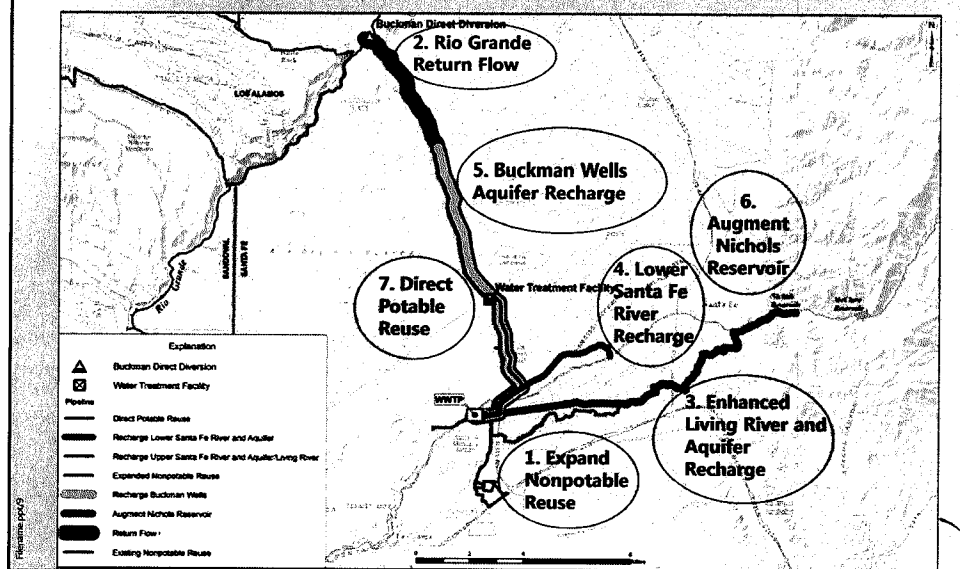 Buckman Direct Diversion
2. Rio Grande
Return Flow
N
LOS ALAMOS
5. Buckman Wells
Aquifer Recharge
6.
Augment
Nichols
Reservoir
SANDOVAL
SANTA FE
Rio Grande
7. Direct
Potable
Reuse
Water Treatment Facility
4. Lower
Santa Fe
River
Recharge
WWTP
3. Enhanced
Living River and
Aquifer
Recharge
1. Expand
Nonpotable
Reuse
Explanation
Buckman Direct Diversion
Water Treatment Facility
Pipeline
Direct Potable Reuse
Recharge Lower Santa Fe River and Aquifer
Recharge Upper Santa Fe River and Aquifer/Living River
Expanded Nonpotable Reuse
Recharge Buckman Wells
Augment Nichols Reservoir
Return Flow
Existing Nonpotable Reuse
Filename.ppt/9